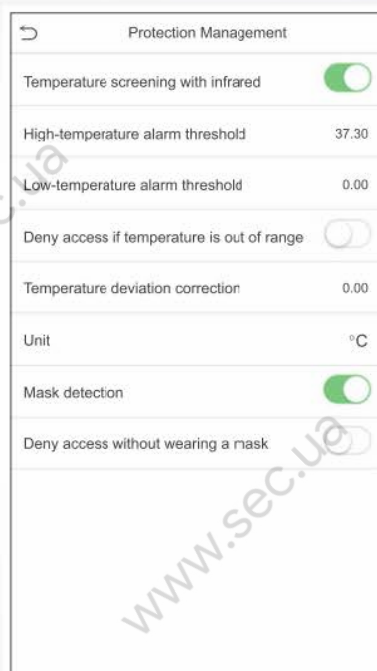 Protection Management
Temperature screening with infrared
High-temperature alarm threshold 37.30
Low-temperature alarm threshold 0.00
Deny access if temperature is out of range
Temperature deviation correction 0.00
Unit °C
Mask detection
Deny access without wearing a mask
www.sec.ua
c.ua